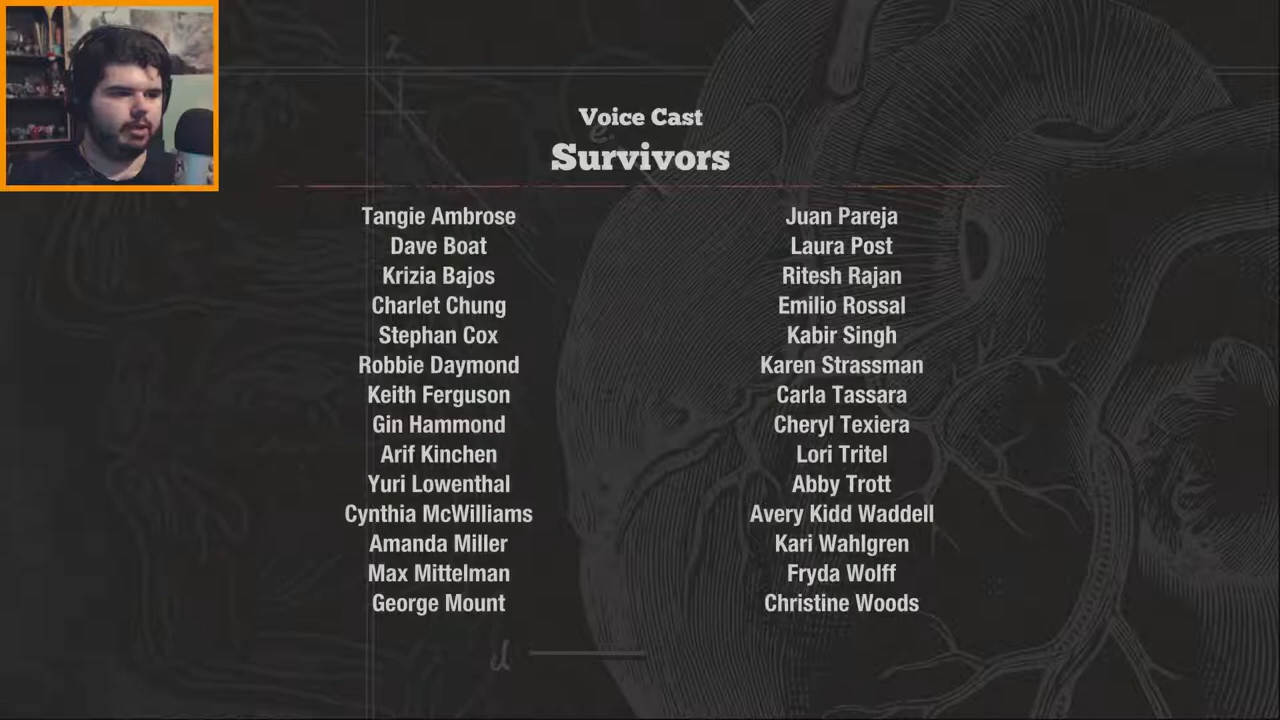 Voice Cast
Survivors
Tangie Ambrose
Dave Boat
Krizia Bajos
Charlet Chung
Stephan Cox
Robbie Daymond
Keith Ferguson
Gin Hammond
Arif Kinchen
Yuri Lowenthal
Cynthia McWilliams
Amanda Miller
Max Mittelman
George Mount
Juan Pareja
Laura Post
Ritesh Rajan
Emilio Rossal
Kabir Singh
Karen Strassman
Carla Tassara
Cheryl Texiera
Lori Tritel
Abby Trott
Avery Kidd Waddell
Kari Wahlgren
Fryda Wolff
Christine Woods